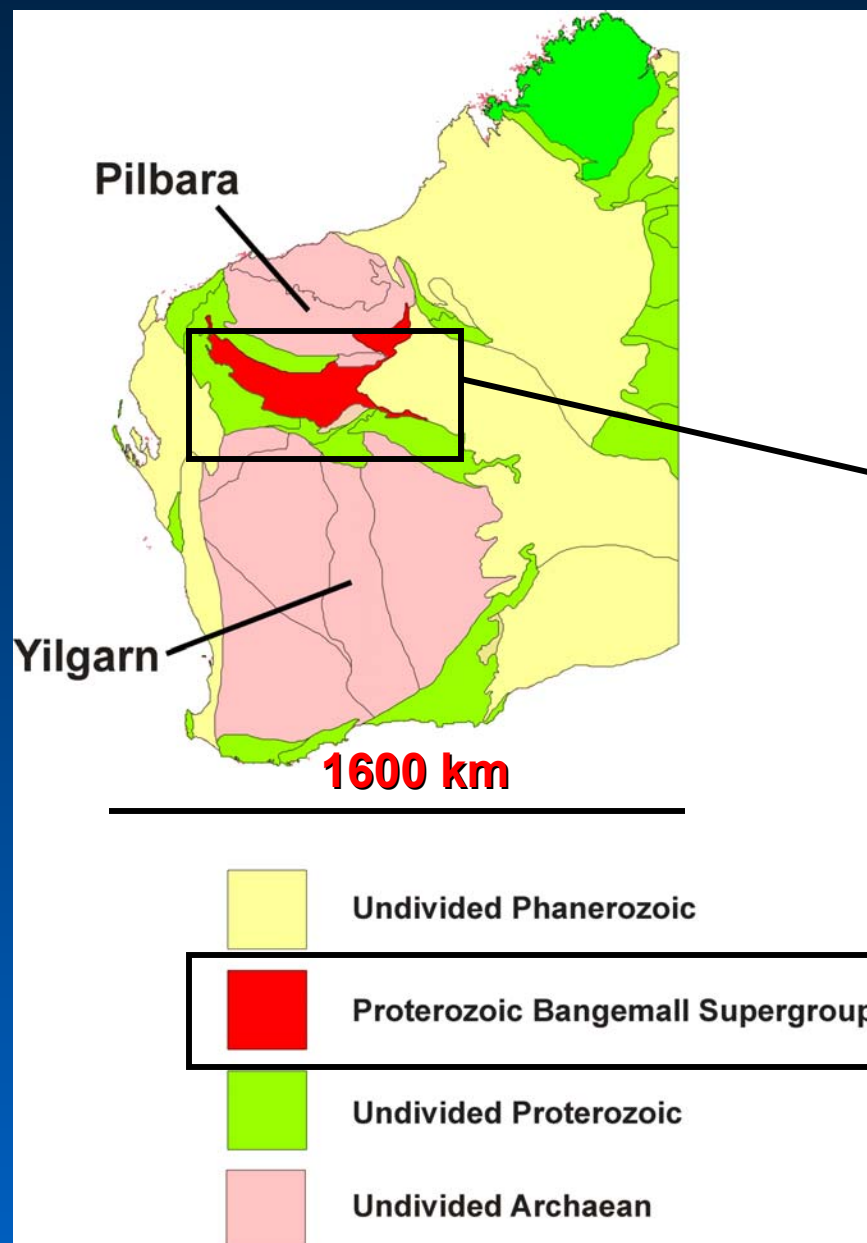 Pilbara
Yilgarn
1600 km
Undivided Phanerozoic
Proterozoic Bangemall Supergroup
Undivided Proterozoic
Undivided Archaean